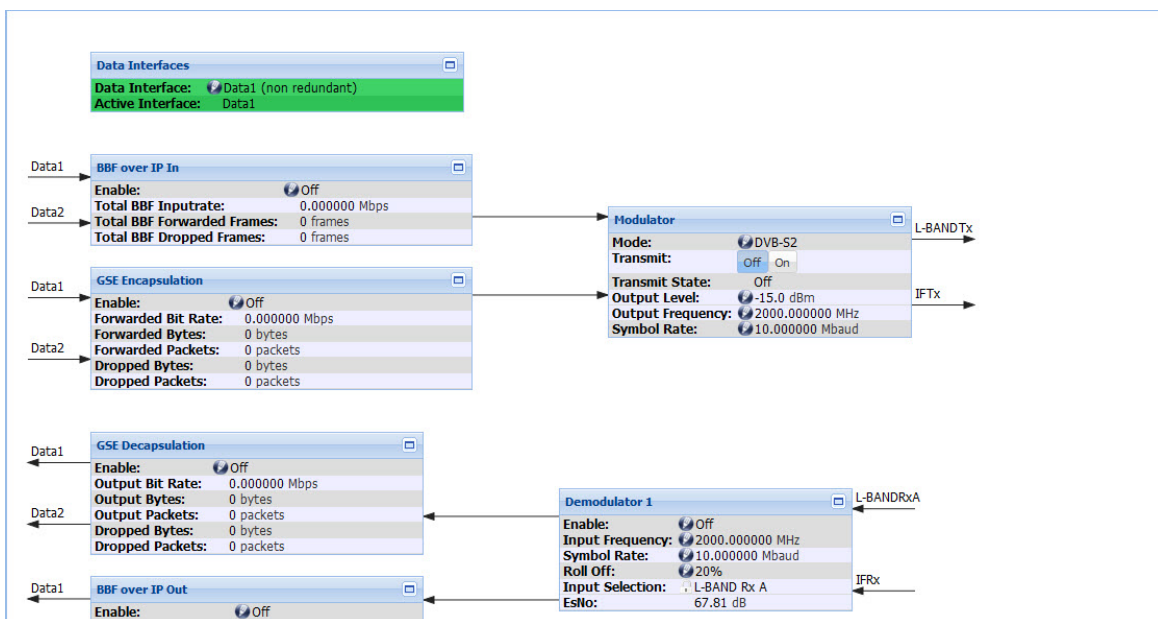 Data Interfaces
Data Interface: Data1 (non redundant)
Active Interface: Data1
Data1
Data2
BBF over IP In
Enable: Off
Total BBF Inputrate: 0.000000 Mbps
Total BBF Forwarded Frames: 0 frames
Total BBF Dropped Frames: 0 frames
Modulator
Mode: DVB-S2
Transmit: Off On
Transmit State: Off
Output Level: -15.0 dBm
Output Frequency: 2000.000000 MHz
Symbol Rate: 10.000000 Mbaud
L-BANDTx
IFTx
Data1
Data2
GSE Encapsulation
Enable: Off
Forwarded Bit Rate: 0.000000 Mbps
Forwarded Bytes: 0 bytes
Forwarded Packets: 0 packets
Dropped Bytes: 0 bytes
Dropped Packets: 0 packets
Data1
Data2
GSE Decapsulation
Enable: Off
Output Bit Rate: 0.000000 Mbps
Output Bytes: 0 bytes
Output Packets: 0 packets
Dropped Bytes: 0 bytes
Dropped Packets: 0 packets
Demodulator 1
Enable: Off
Input Frequency: 2000.000000 MHz
Symbol Rate: 10.000000 Mbaud
Roll Off: 20%
Input Selection: L-BAND Rx A
EsNo: 67.81 dB
L-BANDRxA
IFRx
Data1
BBF over IP Out
Enable: Off